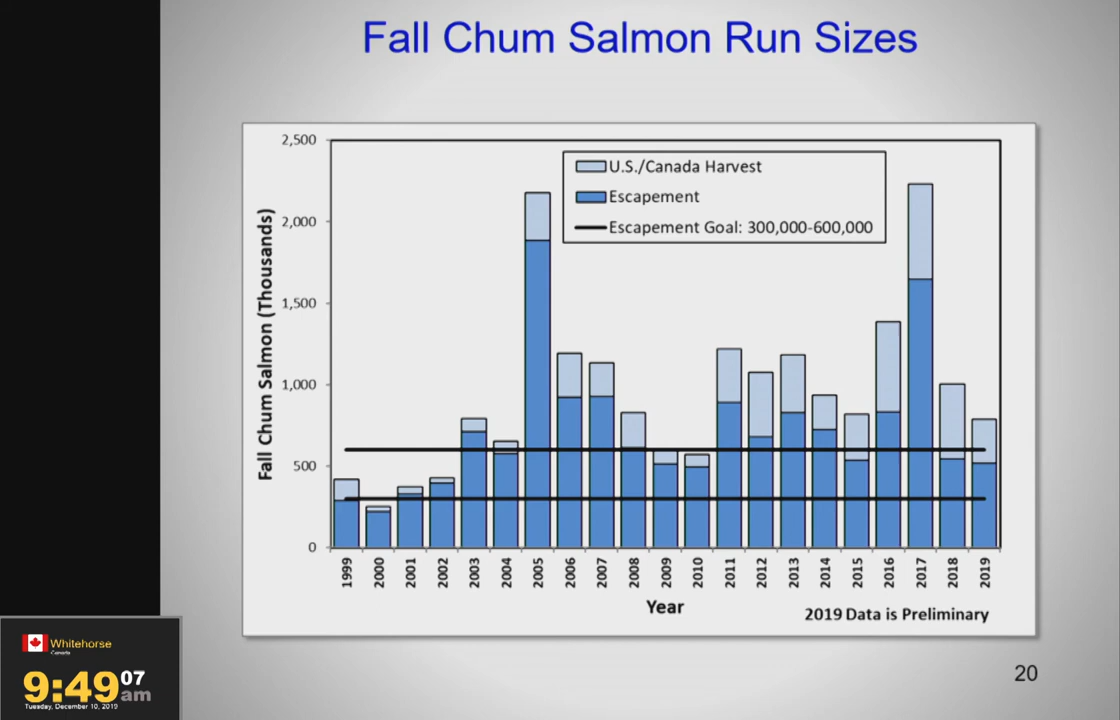 Fall Chum Salmon Run Sizes
2,500
2,000
1,500
1,000
500
0
Fall Chum Salmon (Thousands)
U.S./Canada Harvest
Escapement
Escapement Goal: 300,000-600,000
1999
2000
2001
2002
2003
2004
2005
2006
2007
2008
2009
2010
2011
2012
2013
2014
2015
2016
2017
2018
2019
Year
2019 Data is Preliminary
20
Whitehorse
Canada
9:49 07 am
Tuesday, December 10, 2019